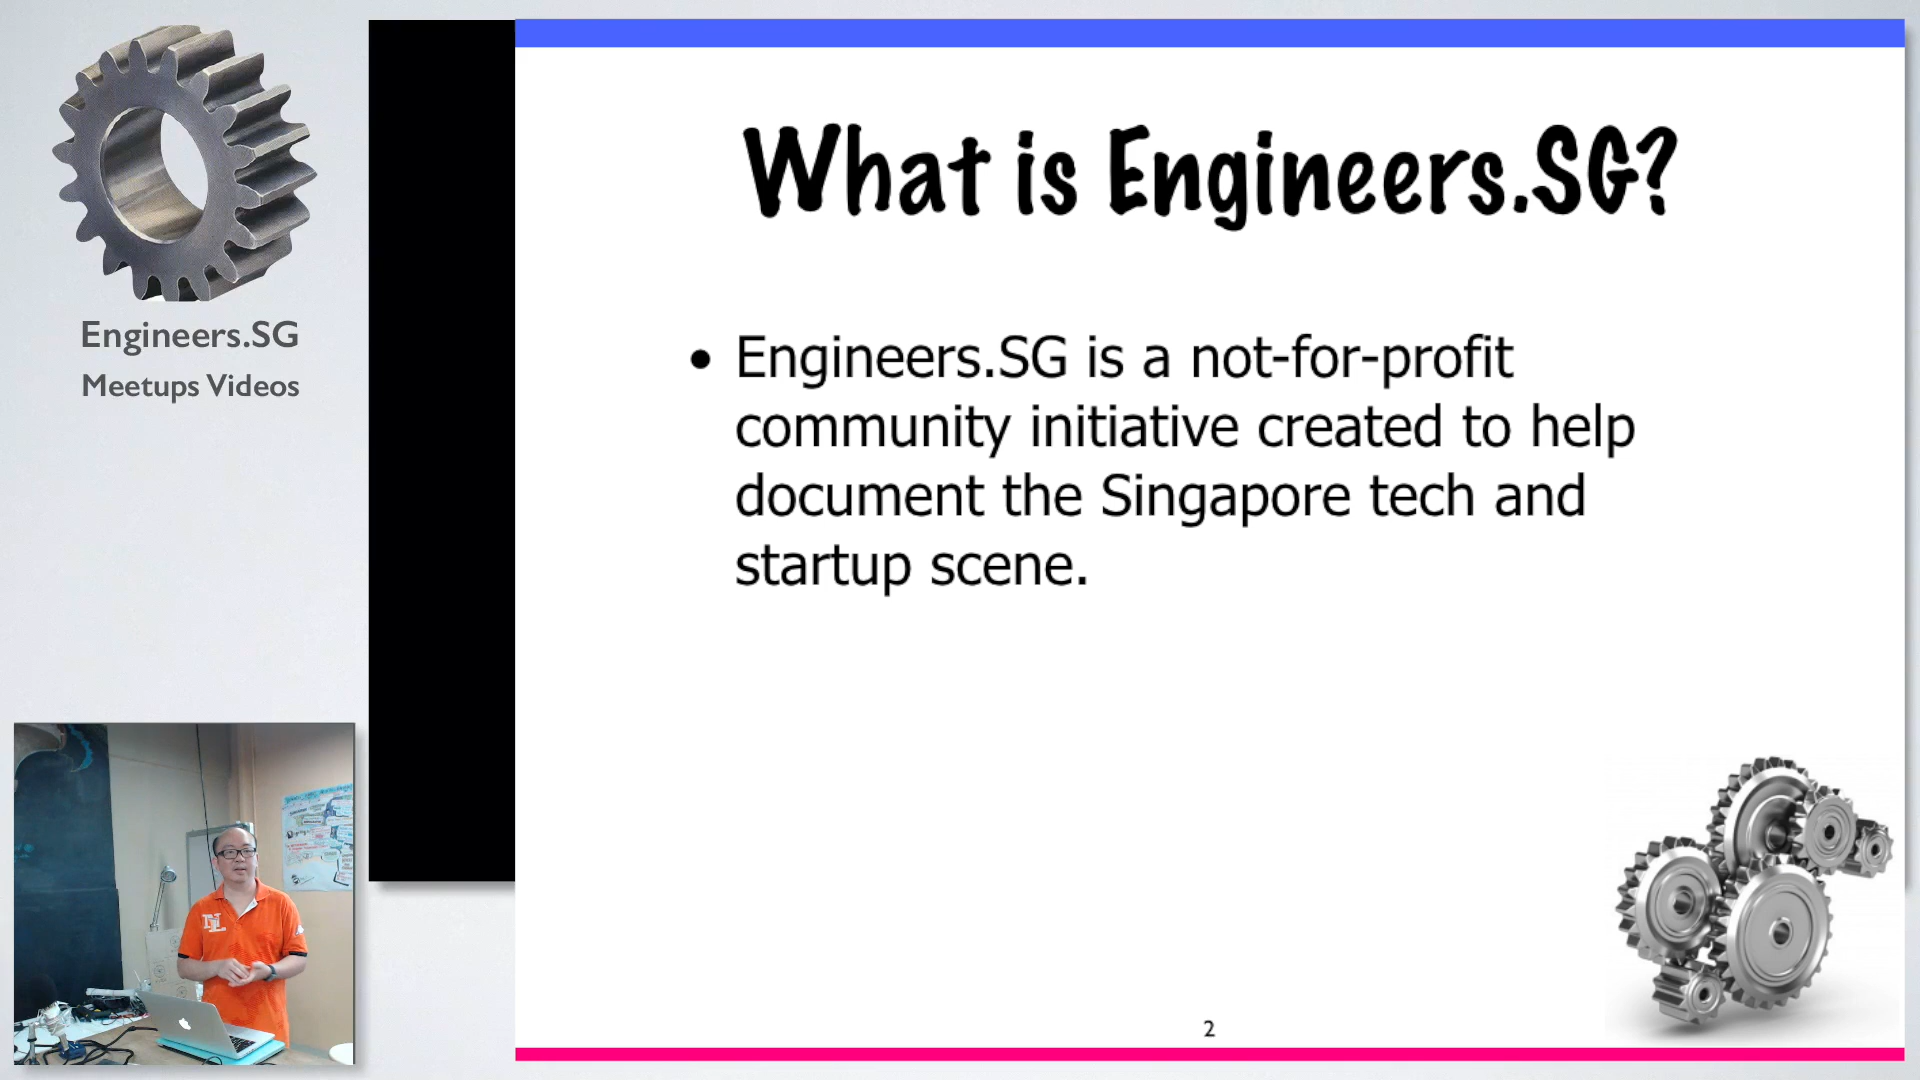 Engineers.SG
Meetups Videos
What is Engineers.SG?
• Engineers.SG is a not-for-profit
community initiative created to help
document the Singapore tech and
startup scene.
2